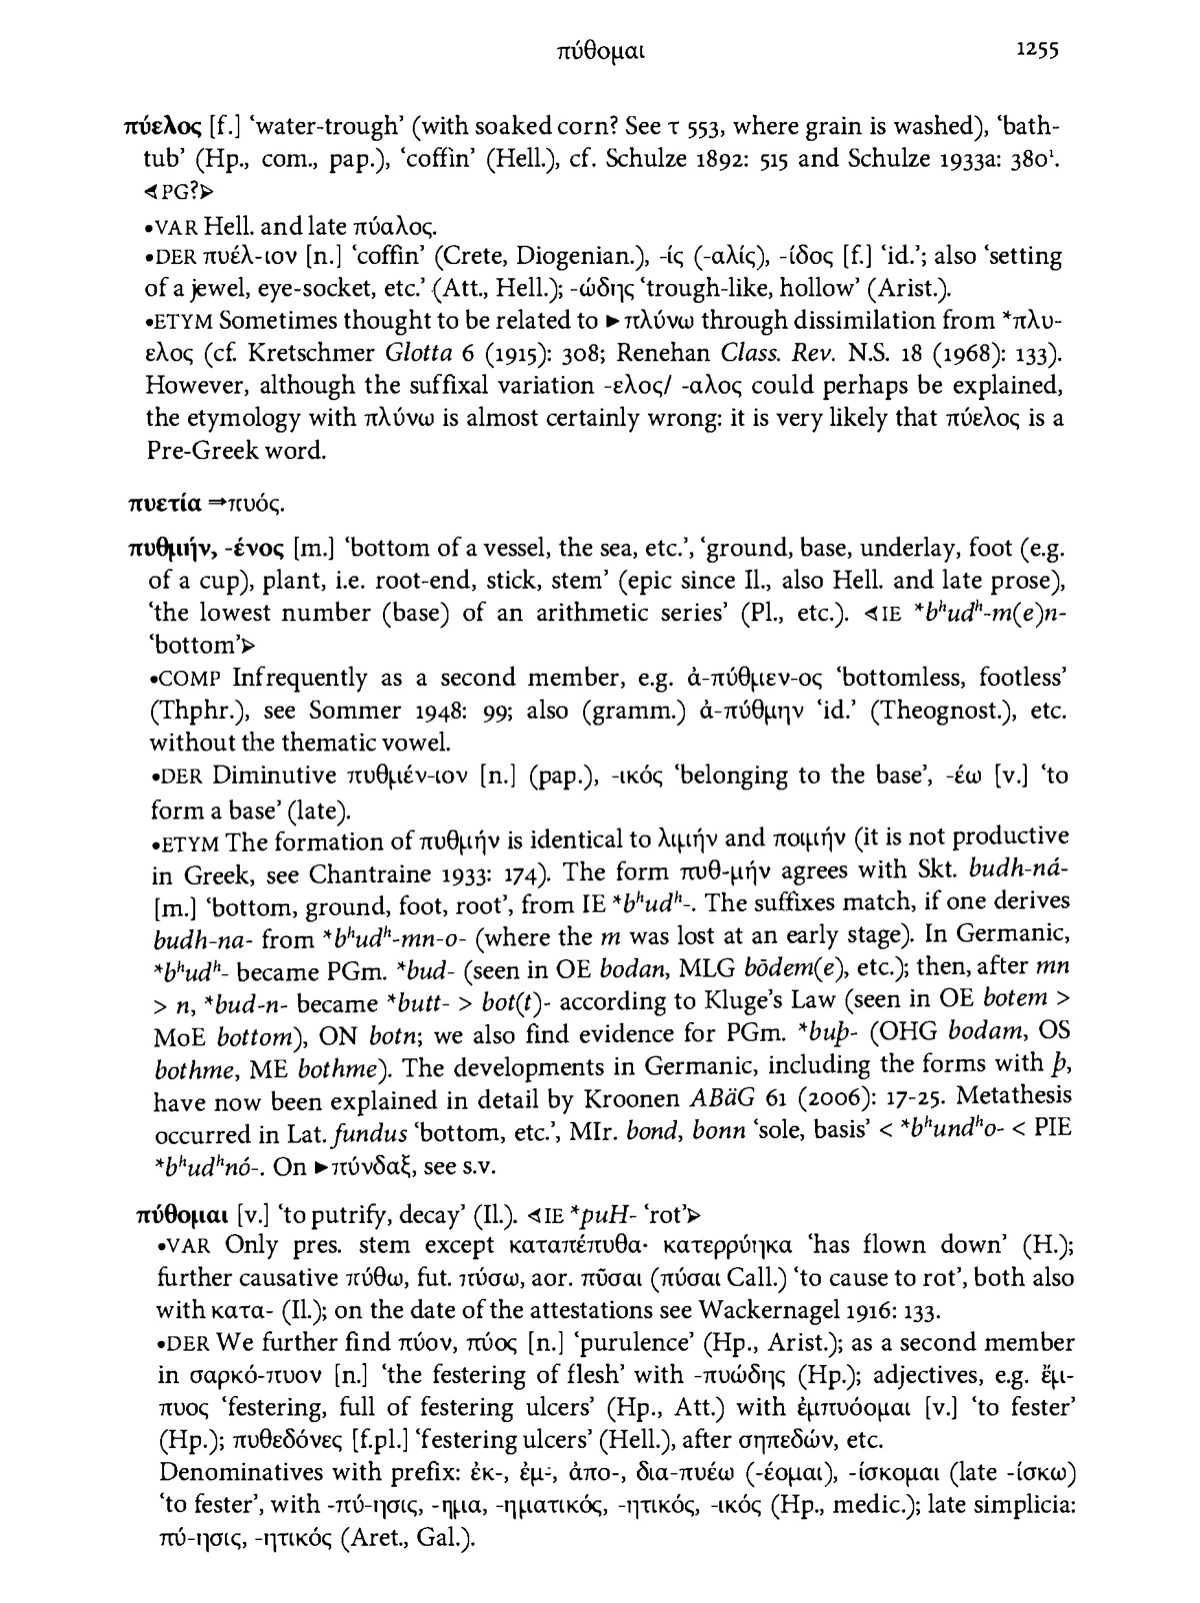 πύθομαι 1255
πύελος [f.] ‘water-trough’ (with soaked corn? See τ 553, where grain is washed), ‘bath-
tub’ (Hp., com., pap.), ‘coffin’ (Hell.), cf. Schulze 1892: 515 and Schulze 1933a: 380¹.
⊲PG?⊳
•VAR Hell. and late πύαλος.
•DER πυέλ-ιον [n.] ‘coffin’ (Crete, Diogenian.), -ίς (-αλίς), -ίδος [f.] ‘id.’; also ‘setting
of a jewel, eye-socket, etc.’ (Att., Hell.); -ώδης ‘trough-like, hollow’ (Arist.).
•ETYM Sometimes thought to be related to ►πλύνω through dissimilation from *πλυ-
ελος (cf. Kretschmer Glotta 6 (1915): 308; Renehan Class. Rev. N.S. 18 (1968): 133).
However, although the suffixal variation -ελος/ -αλος could perhaps be explained,
the etymology with πλύνω is almost certainly wrong: it is very likely that πύελος is a
Pre-Greek word.
πυετία ⇒πυός.
πυθμήν, -ένος [m.] ‘bottom of a vessel, the sea, etc.’, ‘ground, base, underlay, foot (e.g.
of a cup), plant, i.e. root-end, stick, stem’ (epic since Il., also Hell. and late prose),
‘the lowest number (base) of an arithmetic series’ (Pl., etc.). ⊲IE *bʰudʰ-m(e)n-
‘bottom’⊳
•COMP Infrequently as a second member, e.g. ἀ-πύθμεν-ος ‘bottomless, footless’
(Thphr.), see Sommer 1948: 99; also (gramm.) ἀ-πύθμην ‘id.’ (Theognost.), etc.
without the thematic vowel.
•DER Diminutive πυθμέν-ιον [n.] (pap.), -ικός ‘belonging to the base’, -έω [v.] ‘to
form a base’ (late).
•ETYM The formation of πυθμήν is identical to λιμήν and ποιμήν (it is not productive
in Greek, see Chantraine 1933: 174). The form πυθ-μήν agrees with Skt. budh-ná-
[m.] ‘bottom, ground, foot, root’, from IE *bʰudʰ-. The suffixes match, if one derives
budh-na- from *bʰudʰ-mn-o- (where the m was lost at an early stage). In Germanic,
*bʰudʰ- became PGm. *bud- (seen in OE bodan, MLG bōdem(e), etc.); then, after mn
> n, *bud-n- became *butt- > bot(t)- according to Kluge’s Law (seen in OE botem >
MoE bottom), ON botn; we also find evidence for PGm. *buþ- (OHG bodam, OS
bothme, ME bothme). The developments in Germanic, including the forms with þ,
have now been explained in detail by Kroonen ABäG 61 (2006): 17-25. Metathesis
occurred in Lat. fundus ‘bottom, etc.’, MIr. bond, bonn ‘sole, basis’ < *bʰundʰo- < PIE
*bʰudʰnó-. On ►πύνδαξ, see s.v.
πύθομαι [v.] ‘to putrify, decay’ (Il.). ⊲IE *puH- ‘rot’⊳
•VAR Only pres. stem except καταπέπυθα· κατερρύηκα ‘has flown down’ (H.);
further causative πύθω, fut. πύσω, aor. πῦσαι (πύσαι Call.) ‘to cause to rot’, both also
with κατα- (Il.); on the date of the attestations see Wackernagel 1916: 133.
•DER We further find πύον, πύος [n.] ‘purulence’ (Hp., Arist.); as a second member
in σαρκό-πυον [n.] ‘the festering of flesh’ with -πυώδης (Hp.); adjectives, e.g. ἔμ-
πυος ‘festering, full of festering ulcers’ (Hp., Att.) with ἐμπυόομαι [v.] ‘to fester’
(Hp.); πυθεδόνες [f.pl.] ‘festering ulcers’ (Hell.), after σηπεδών, etc.
Denominatives with prefix: ἐκ-, ἐμ-, ἀπο-, δια-πυέω (-έομαι), -ίσκομαι (late -ίσκω)
‘to fester’, with -πύ-ησις, -ημα, -ηματικός, -ητικός, -ικός (Hp., medic.); late simplicia:
πύ-ησις, -ητικός (Aret., Gal.).